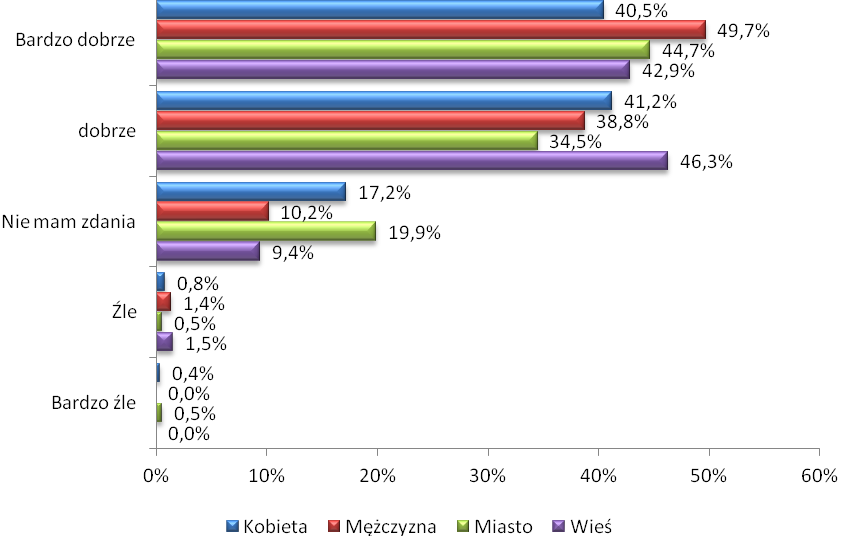 Bardzo dobrze
40,5%
49,7%
44,7%
42,9%
dobrze
41,2%
38,8%
34,5%
46,3%
Nie mam zdania
17,2%
10,2%
19,9%
9,4%
Źle
0,8%
1,4%
0,5%
1,5%
Bardzo źle
0,4%
0,0%
0,5%
0,0%
0% 10% 20% 30% 40% 50% 60%
Kobieta Mężczyzna Miasto Wieś